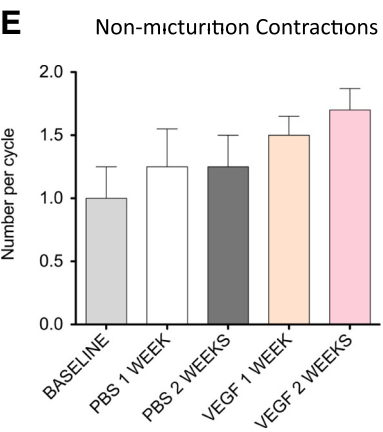 E
Non-micturition Contractions
Number per cycle
2.0
1.5
1.0
0.5
0.0
BASELINE
PBS 1 WEEK
PBS 2 WEEKS
VEGF 1 WEEK
VEGF 2 WEEKS